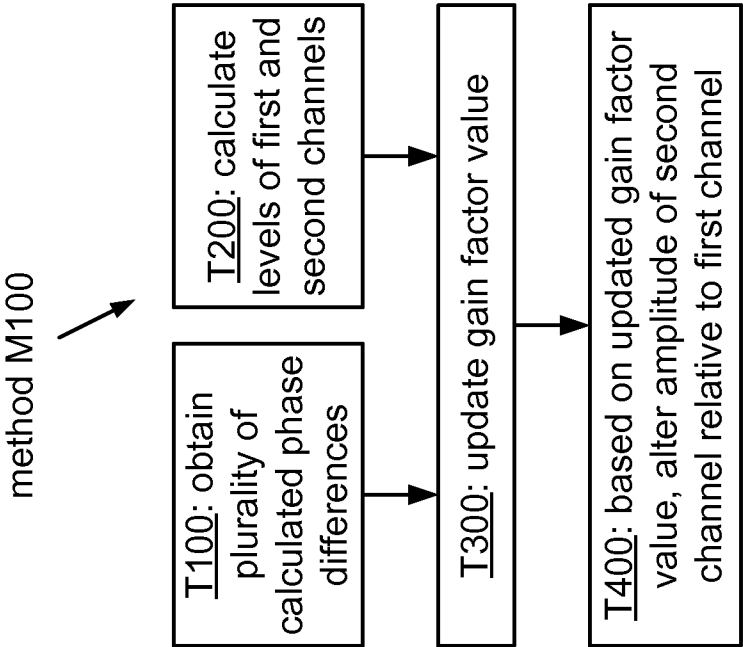 method M100
T100: obtain
plurality of
calculated phase
differences
T200: calculate
levels of first and
second channels
T300: update gain factor value
T400: based on updated gain factor
value, alter amplitude of second
channel relative to first channel